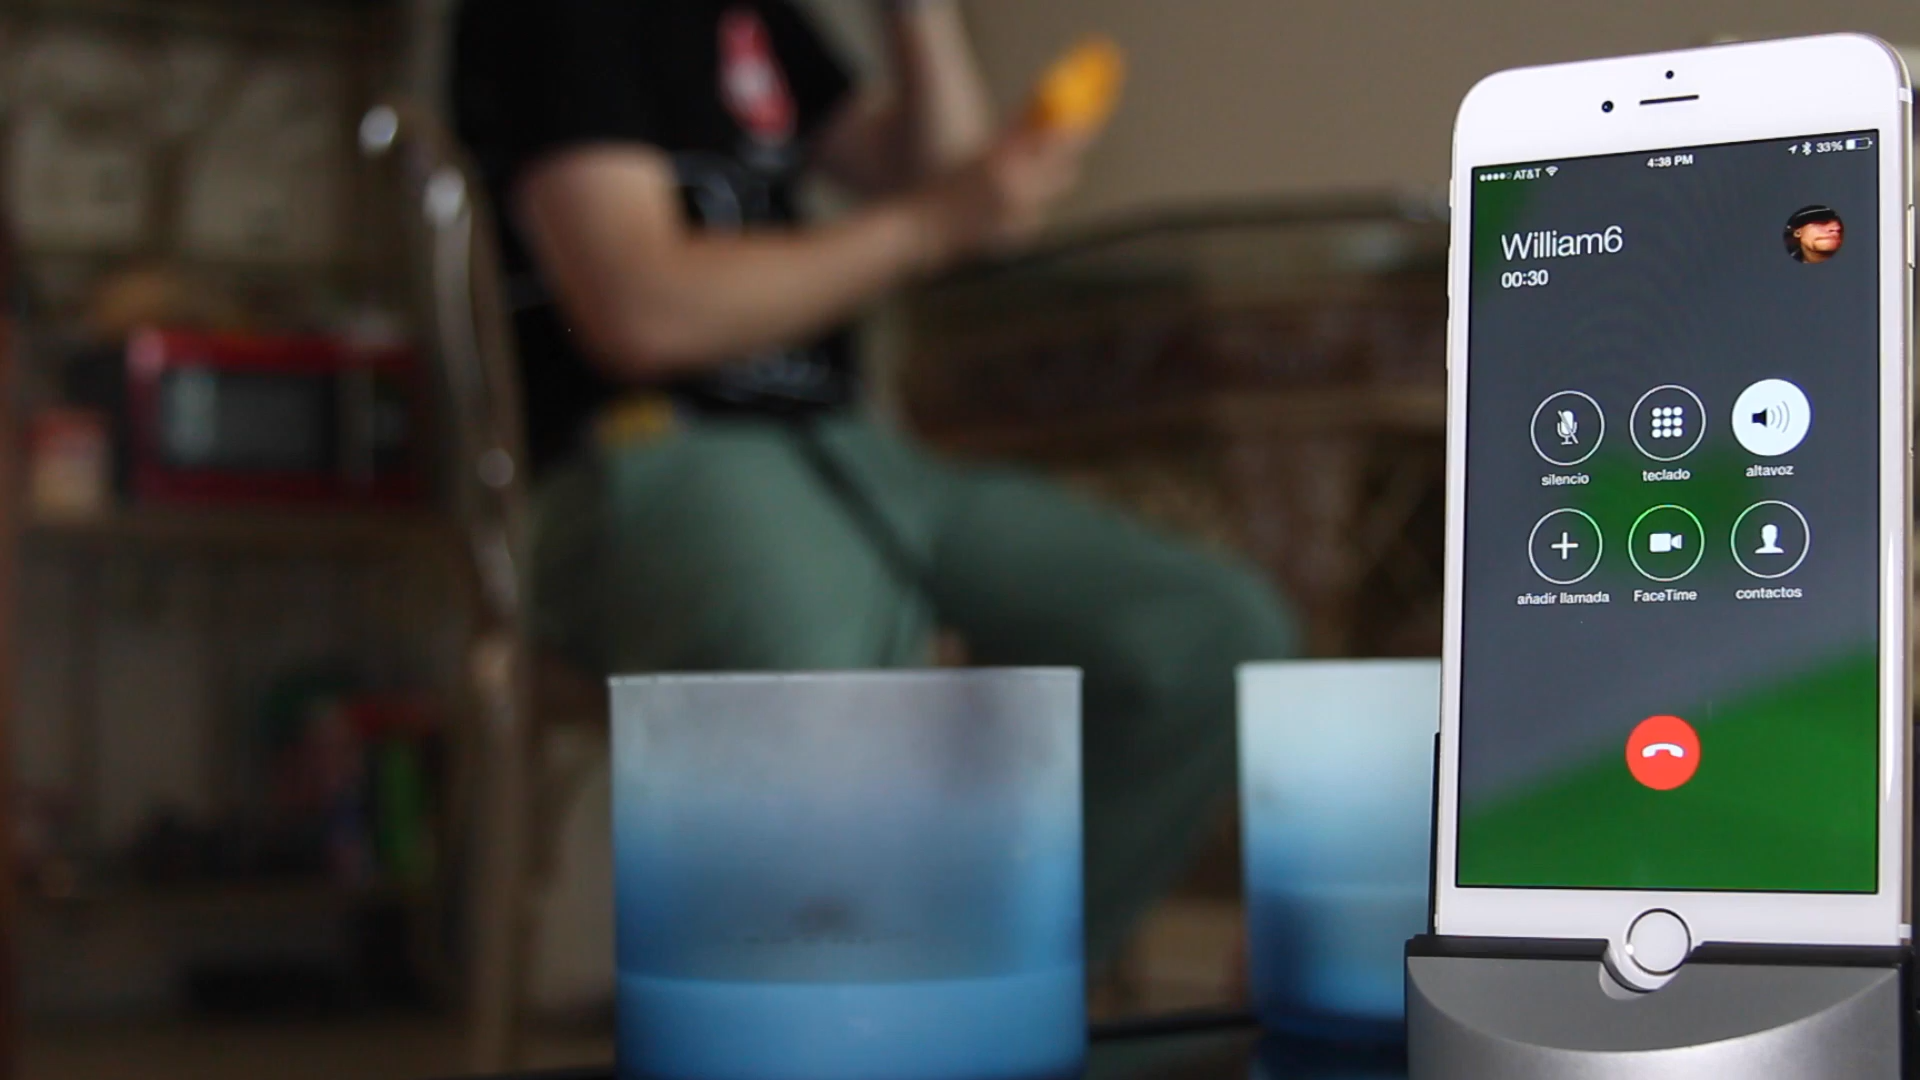 ●●●●○ AT&T
4:38 PM
33%
William6
00:30
silencio
teclado
altavoz
añadir llamada
FaceTime
contactos